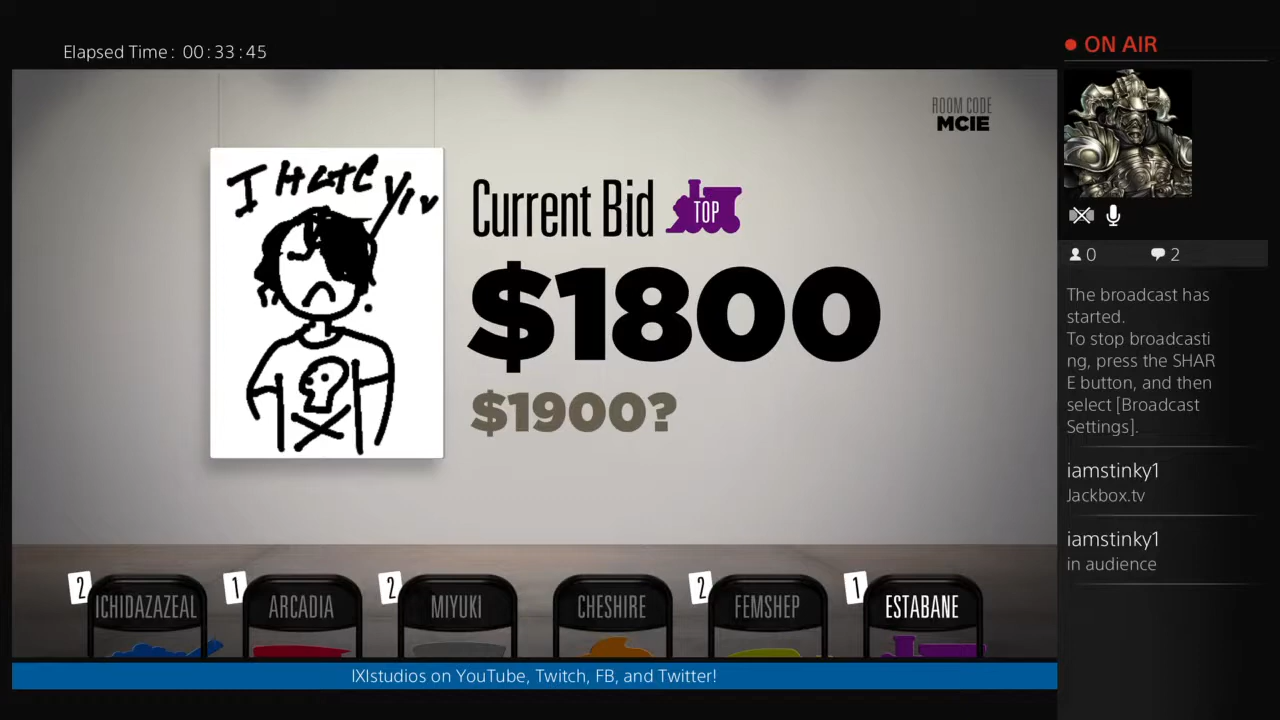 Elapsed Time: 00:33:45
ON AIR
ROOM CODE
MCIE
I HATE
Current Bid
TOP
$1800
$1900?
0
2
The broadcast has
started.
To stop broadcasti
ng, press the SHAR
E button, and then
select [Broadcast
Settings].
iamstinky1
Jackbox.tv
iamstinky1
in audience
2
ICHIDAZAZEAL
1
ARCADIA
2
MIYUKI
CHESHIRE
2
FEMSHEP
1
ESTABANE
IXIstudios on YouTube, Twitch, FB, and Twitter!